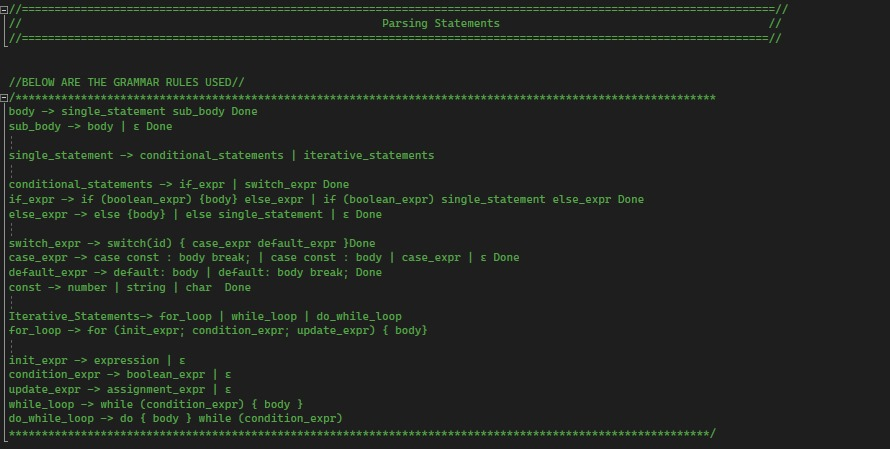 //===================================================================================================================//
// Parsing Statements //
//==================================================================================================================//
//BELOW ARE THE GRAMMAR RULES USED//
/***********************************************************************************************************
body -> single_statement sub_body Done
sub_body -> body | ε Done
single_statement -> conditional_statements | iterative_statements
conditional_statements -> if_expr | switch_expr Done
if_expr -> if (boolean_expr) {body} else_expr | if (boolean_expr) single_statement else_expr Done
else_expr -> else {body} | else single_statement | ε Done
switch_expr -> switch(id) { case_expr default_expr }Done
case_expr -> case const : body break; | case const : body | case_expr | ε Done
default_expr -> default: body | default: body break; Done
const -> number | string | char  Done
Iterative_Statements-> for_loop | while_loop | do_while_loop
for_loop -> for (init_expr; condition_expr; update_expr) { body}
init_expr -> expression | ε
condition_expr -> boolean_expr | ε
update_expr -> assignment_expr | ε
while_loop -> while (condition_expr) { body }
do_while_loop -> do { body } while (condition_expr)
***********************************************************************************************************/